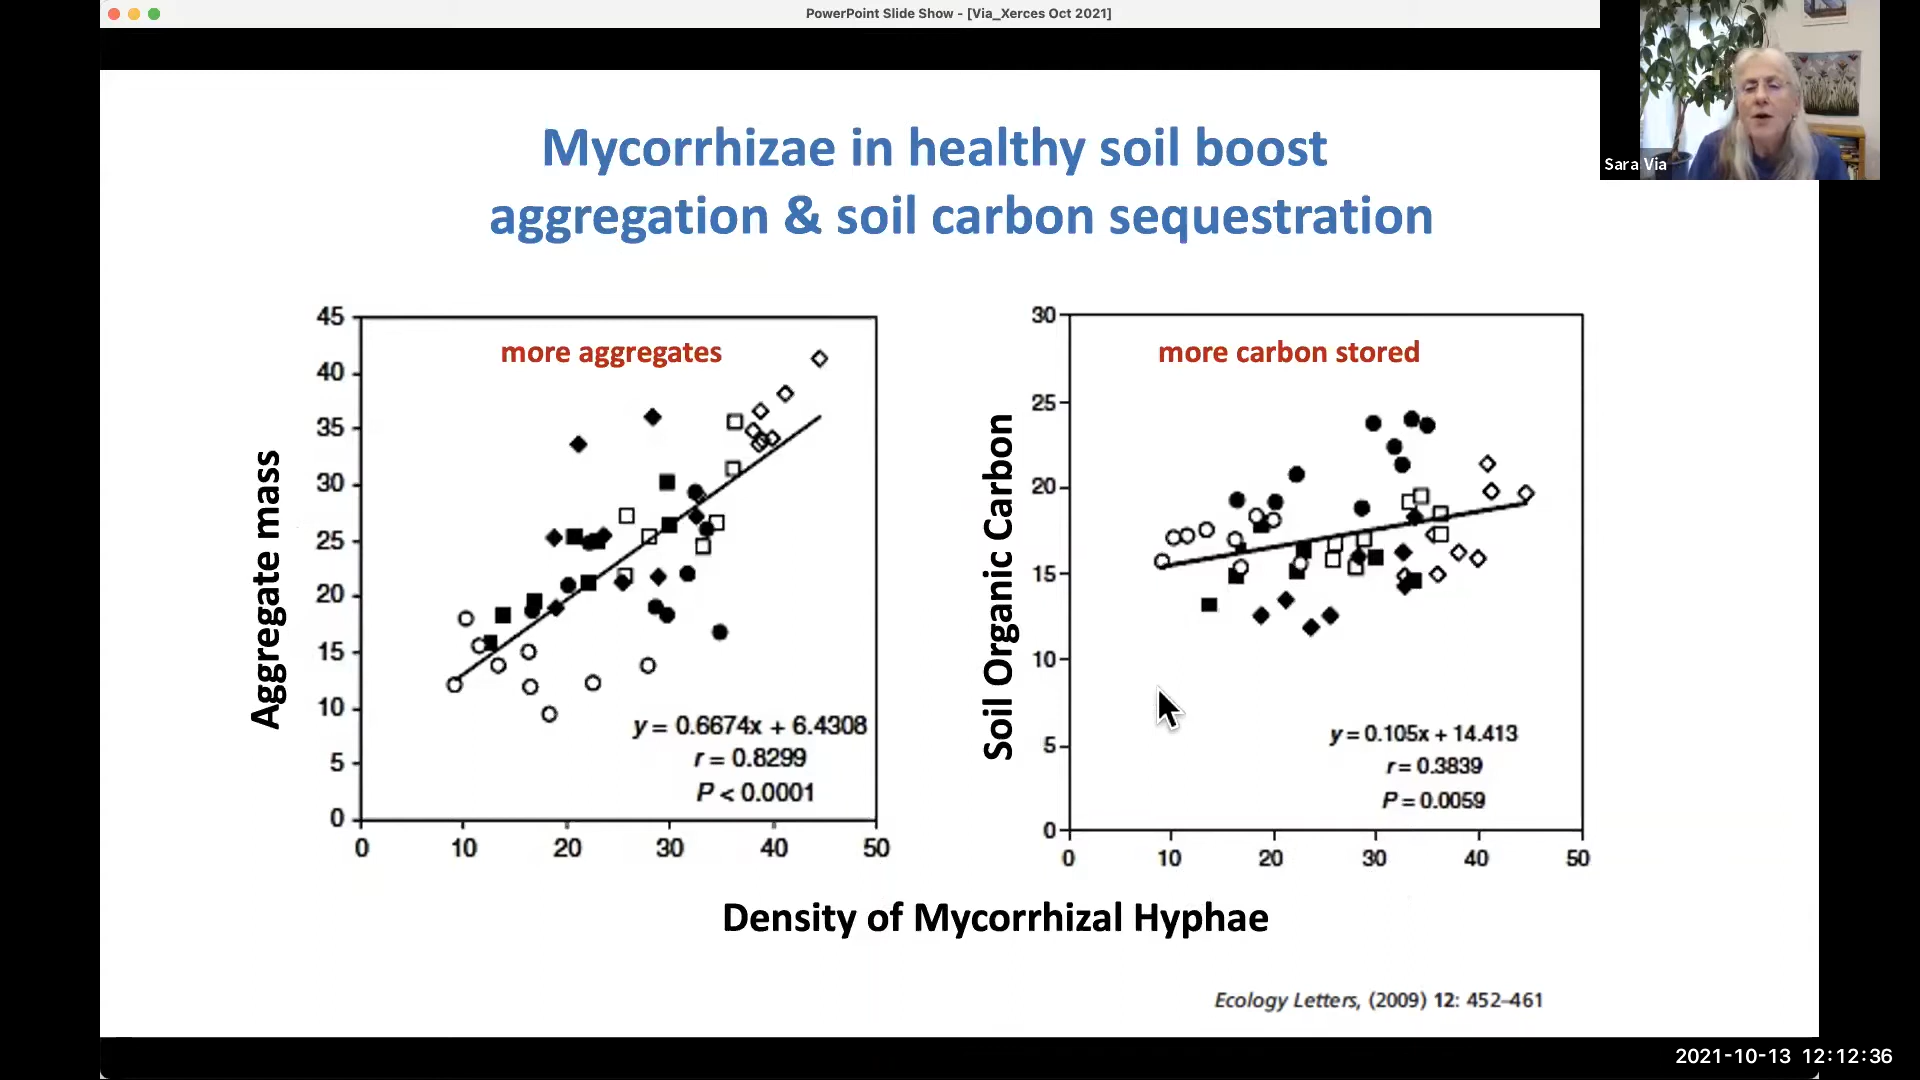 PowerPoint Slide Show - [Via_Xerces Oct 2021]
Sara Via
Mycorrhizae in healthy soil boost
aggregation & soil carbon sequestration
more aggregates
Aggregate mass
45
40
35
30
25
20
15
10
5
0
0 10 20 30 40 50
y = 0.6674x + 6.4308
r = 0.8299
P < 0.0001
more carbon stored
Soil Organic Carbon
30
25
20
15
10
5
0
0 10 20 30 40 50
y = 0.105x + 14.413
r = 0.3839
P = 0.0059
Density of Mycorrhizal Hyphae
Ecology Letters, (2009) 12: 452–461
2021-10-13 12:12:36